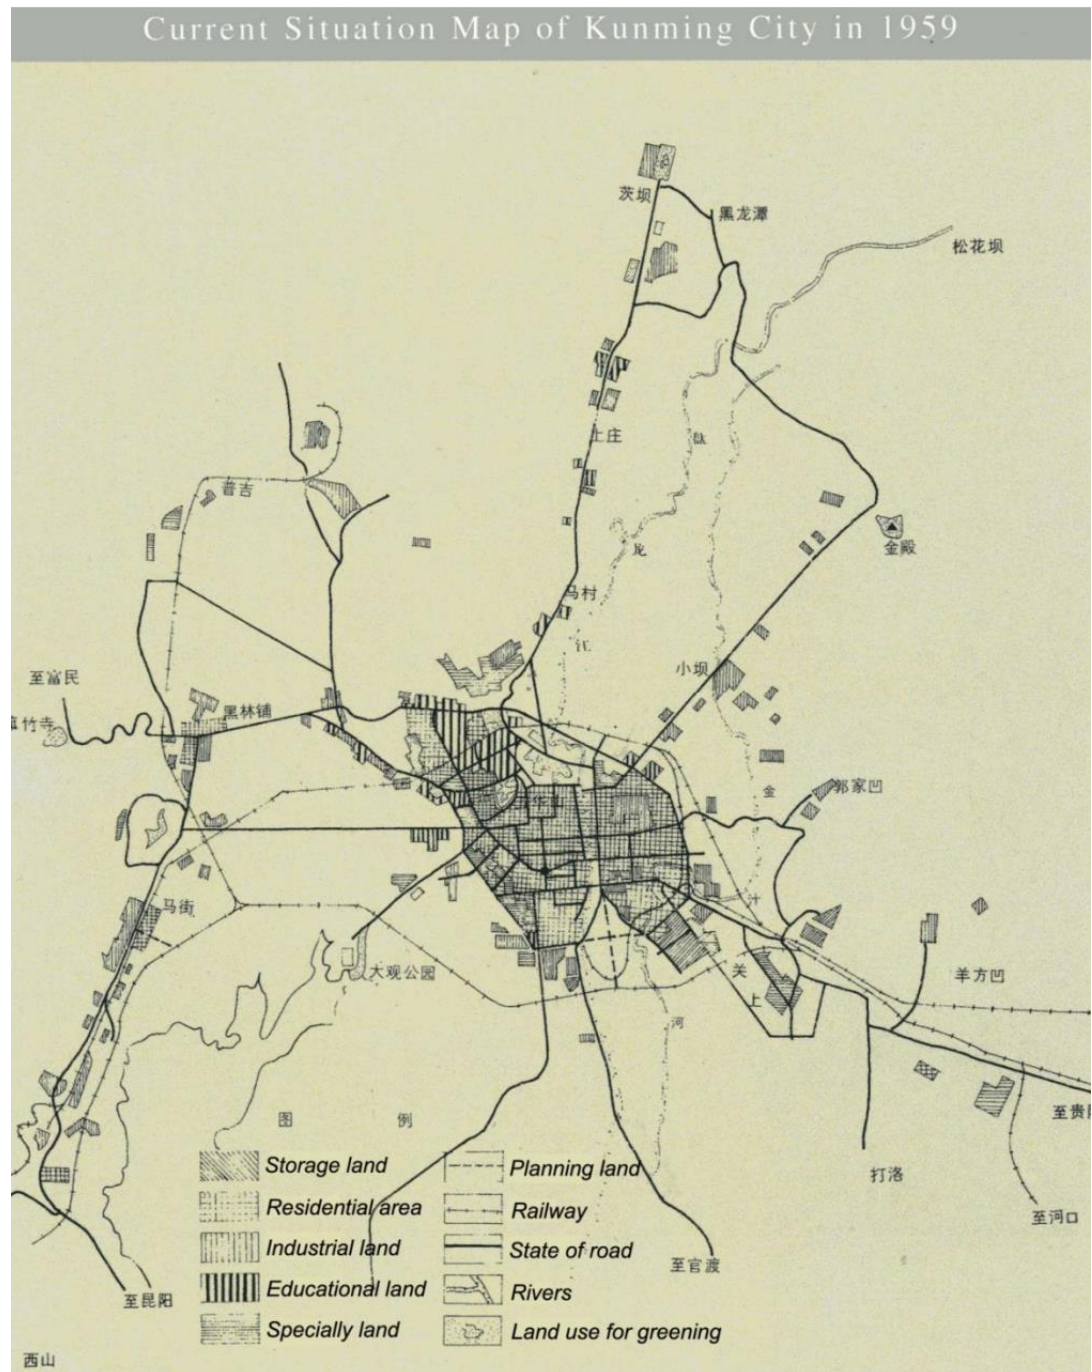 Current Situation Map of Kunming City in 1959
茨坝
黑龙潭
松花坝
上庄
盘
普吉
龙
金殿
马村
江
小坝
至富民
黑林铺
竹寺
金
郭家凹
马街
汁
大观公园
关
上
羊方凹
河
图 例
至贵阳
打洛
至河口
至官渡
至昆阳
西山
Storage land
Residential area
Industrial land
Educational land
Specially land
Planning land
Railway
State of road
Rivers
Land use for greening